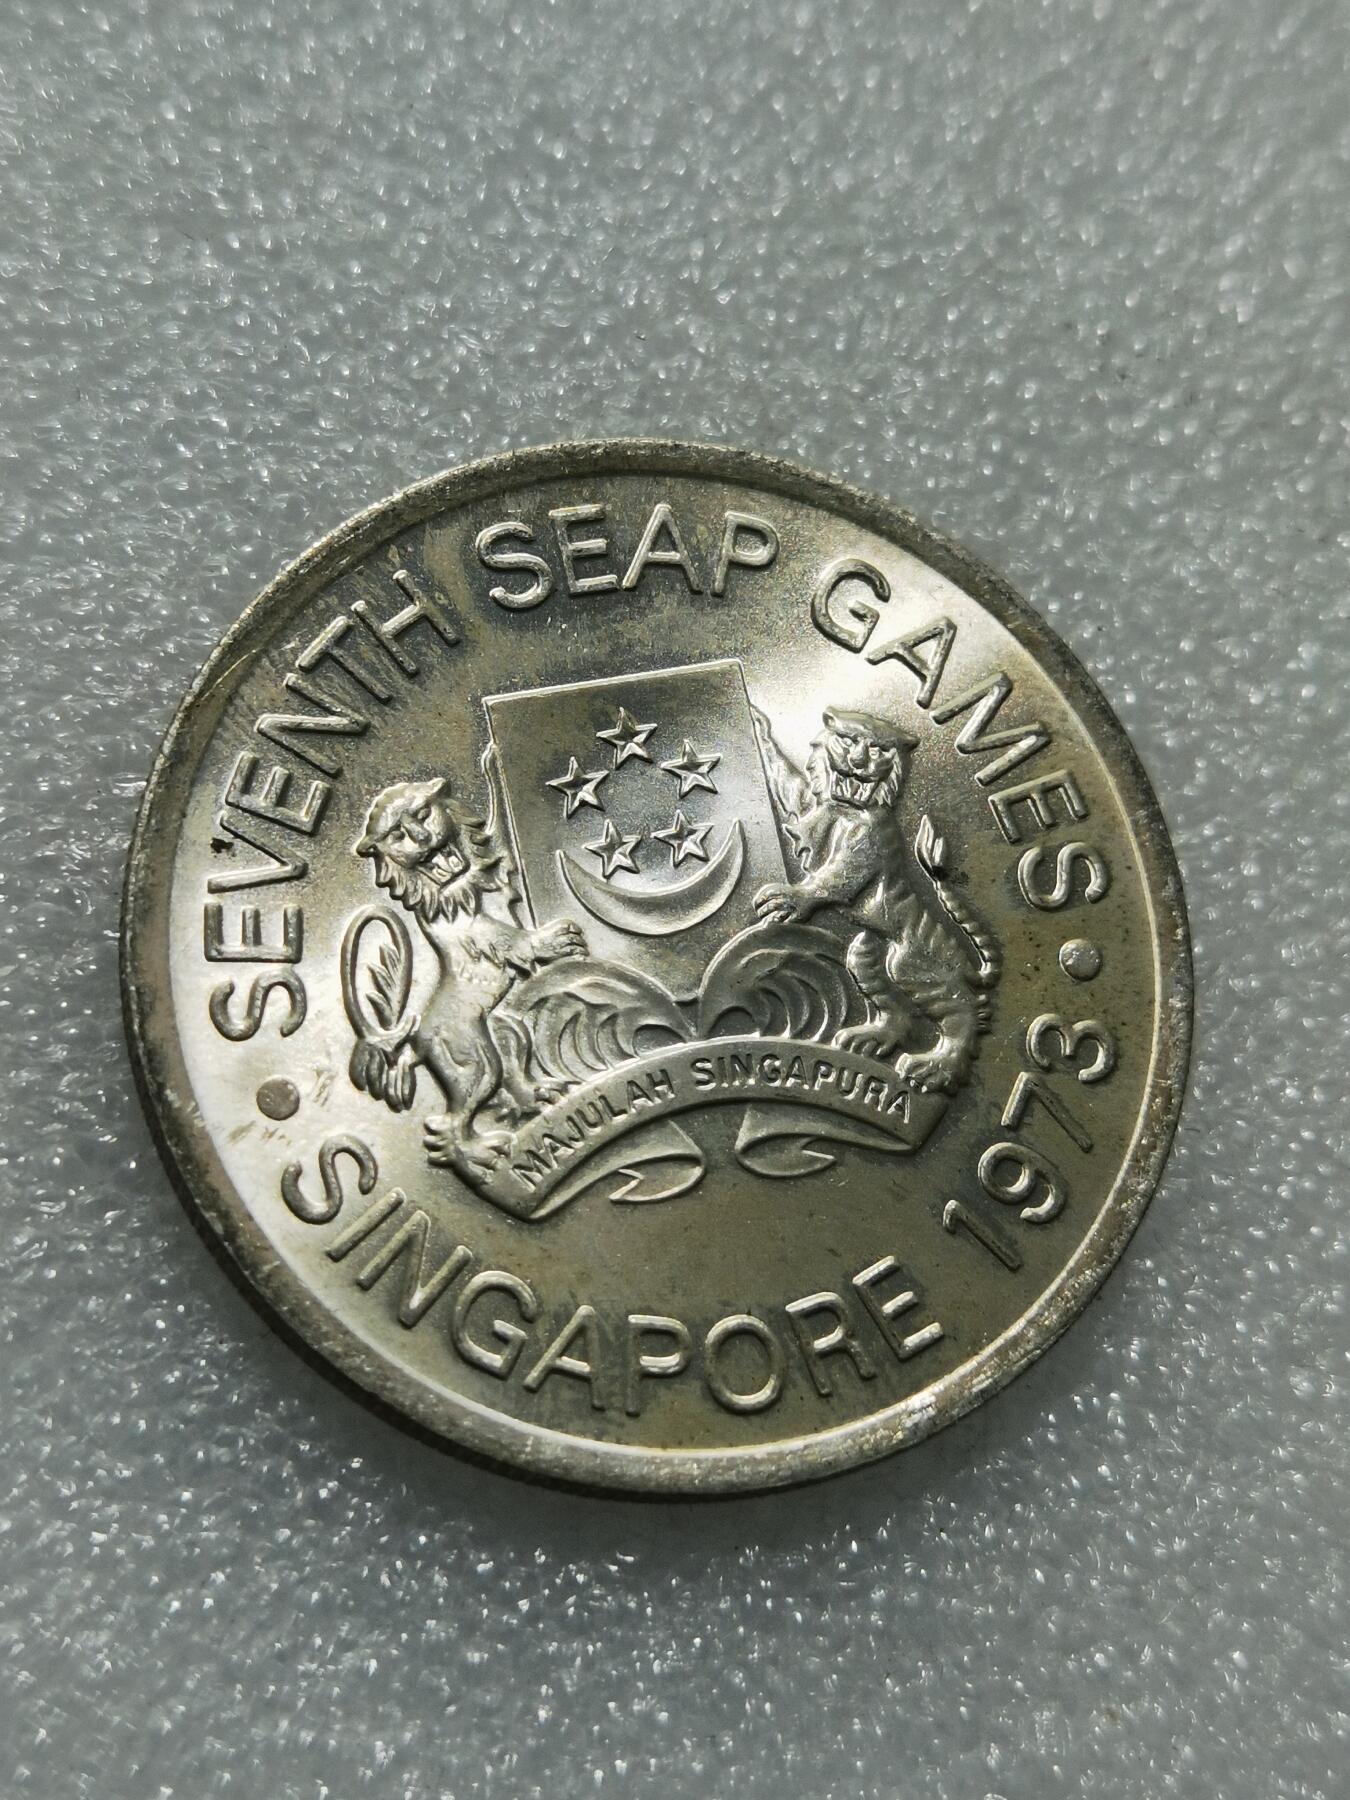 SEVENTH SEAP GAMES
MAJULAH SINGAPURA
• SINGAPORE 1973 •